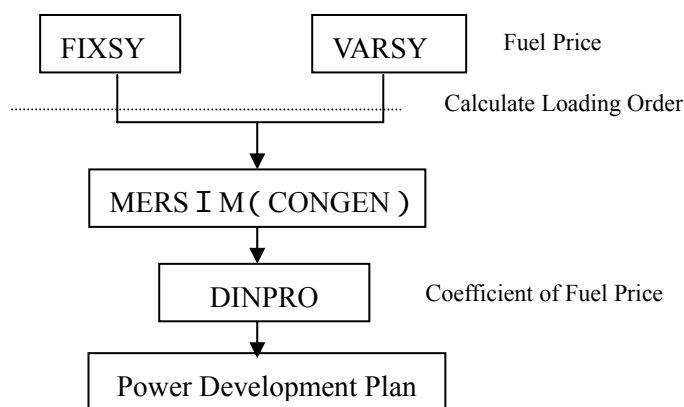 FIXSY
VARSY
Fuel Price
Calculate Loading Order
MERSIM(CONGEN)
DINPRO
Coefficient of Fuel Price
Power Development Plan